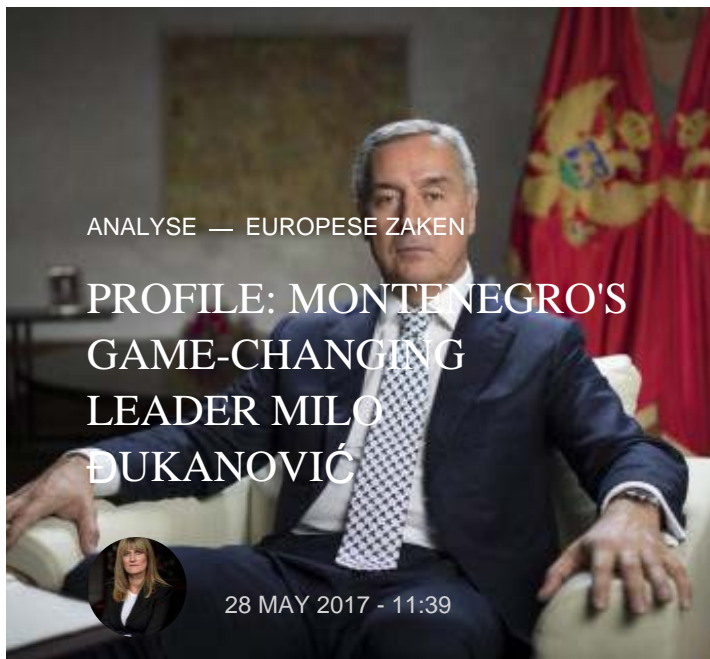 ANALYSE — EUROPESE ZAKEN
PROFILE: MONTENEGRO'S
GAME-CHANGING
LEADER MILO
ĐUKANOVIĆ
28 MAY 2017 - 11:39